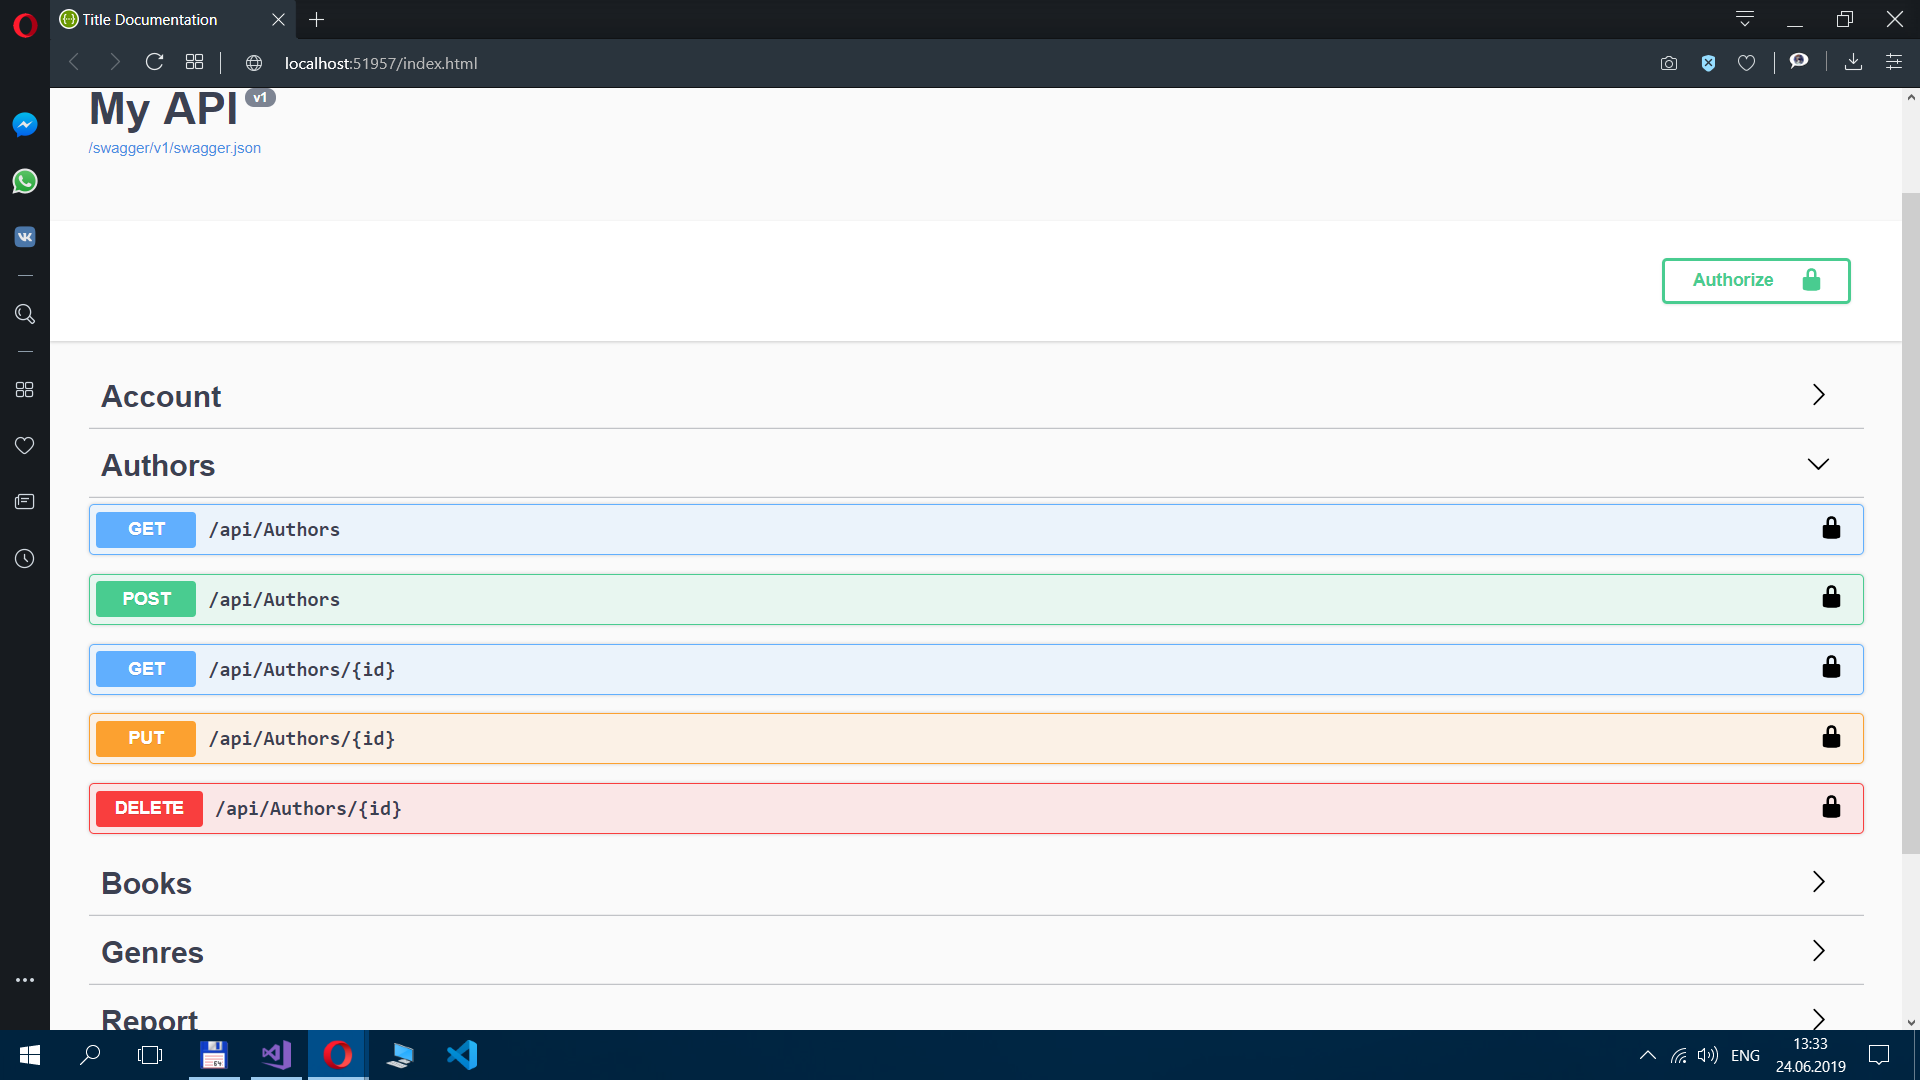 Title Documentation
localhost:51957/index.html
My API v1
/swagger/v1/swagger.json
Authorize
Account
Authors
GET /api/Authors
POST /api/Authors
GET /api/Authors/{id}
PUT /api/Authors/{id}
DELETE /api/Authors/{id}
Books
Genres
Report
64
ENG
13:33
24.06.2019